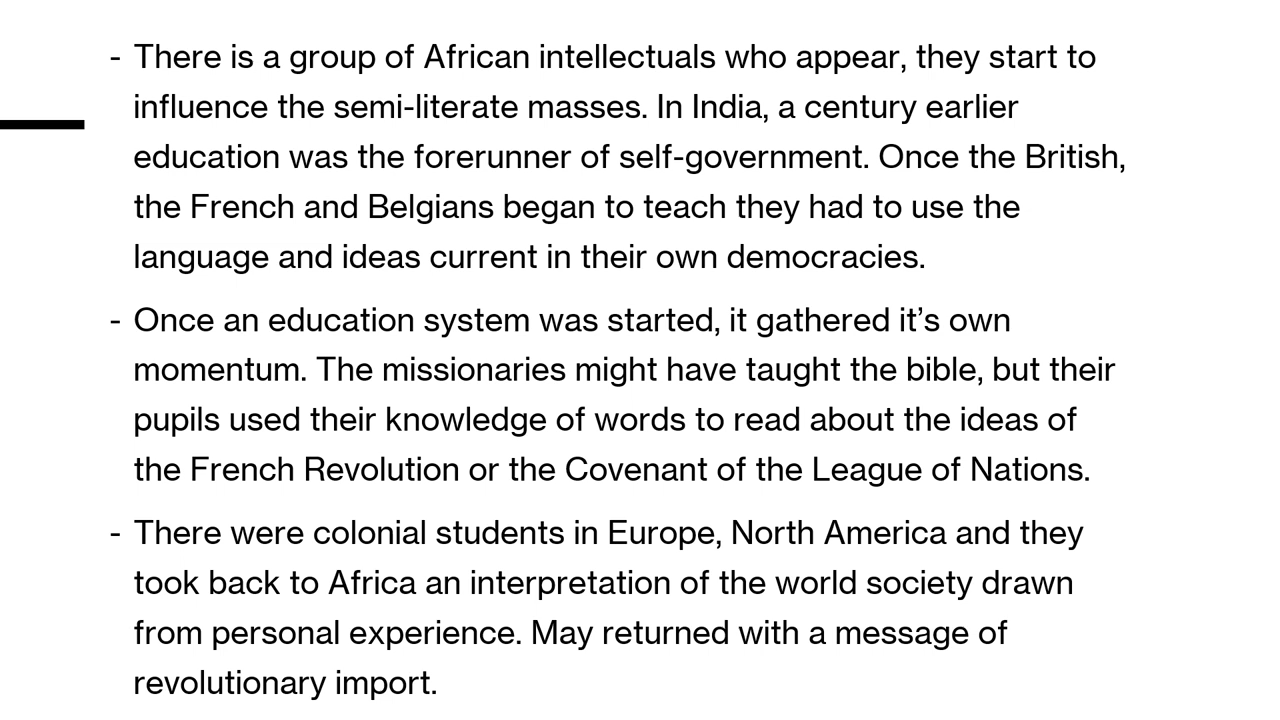 - There is a group of African intellectuals who appear, they start to
influence the semi-literate masses. In India, a century earlier
education was the forerunner of self-government. Once the British,
the French and Belgians began to teach they had to use the
language and ideas current in their own democracies.
- Once an education system was started, it gathered it’s own
momentum. The missionaries might have taught the bible, but their
pupils used their knowledge of words to read about the ideas of
the French Revolution or the Covenant of the League of Nations.
- There were colonial students in Europe, North America and they
took back to Africa an interpretation of the world society drawn
from personal experience. May returned with a message of
revolutionary import.